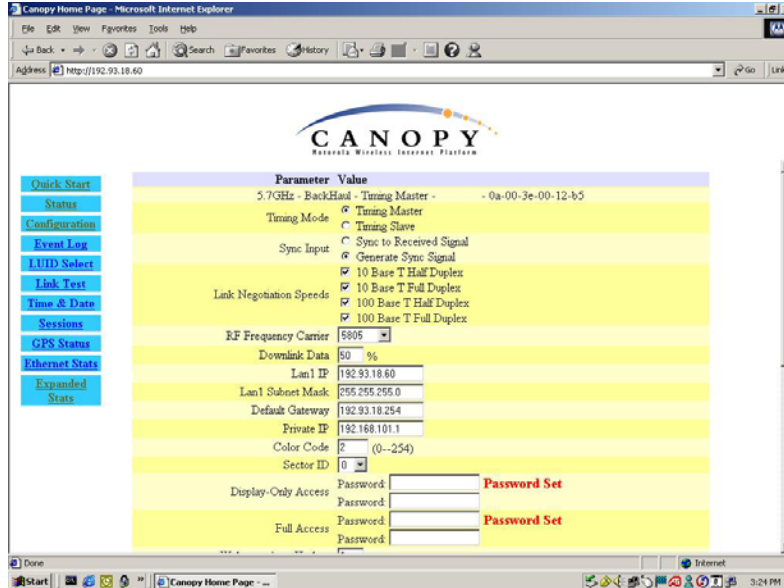 Canopy Home Page - Microsoft Internet Explorer
File Edit View Favorites Tools Help
Back Search Favorites History
Address http://192.93.18.60 Go
CANOPY
Motorola Wireless Internet Platform
Quick Start
Status
Configuration
Event Log
LUID Select
Link Test
Time & Date
Sessions
GPS Status
Ethernet Stats
Expanded
Stats
Parameter Value
5.7GHz - BackHaul - Timing Master - - 0a-00-3e-00-12-b5
Timing Mode Timing Master
Timing Slave
Sync Input Sync to Received Signal
Generate Sync Signal
Link Negotiation Speeds 10 Base T Half Duplex
10 Base T Full Duplex
100 Base T Half Duplex
100 Base T Full Duplex
RF Frequency Carrier 5805
Downlink Data 50 %
Lan1 IP 192.93.18.60
Lan1 Subnet Mask 255.255.255.0
Default Gateway 192.93.18.254
Private IP 192.168.101.1
Color Code 2 (0--254)
Sector ID 0
Display-Only Access Password: Password Set
Password:
Full Access Password: Password Set
Password:
Done Internet
Start Canopy Home Page - ... 3:24 PM